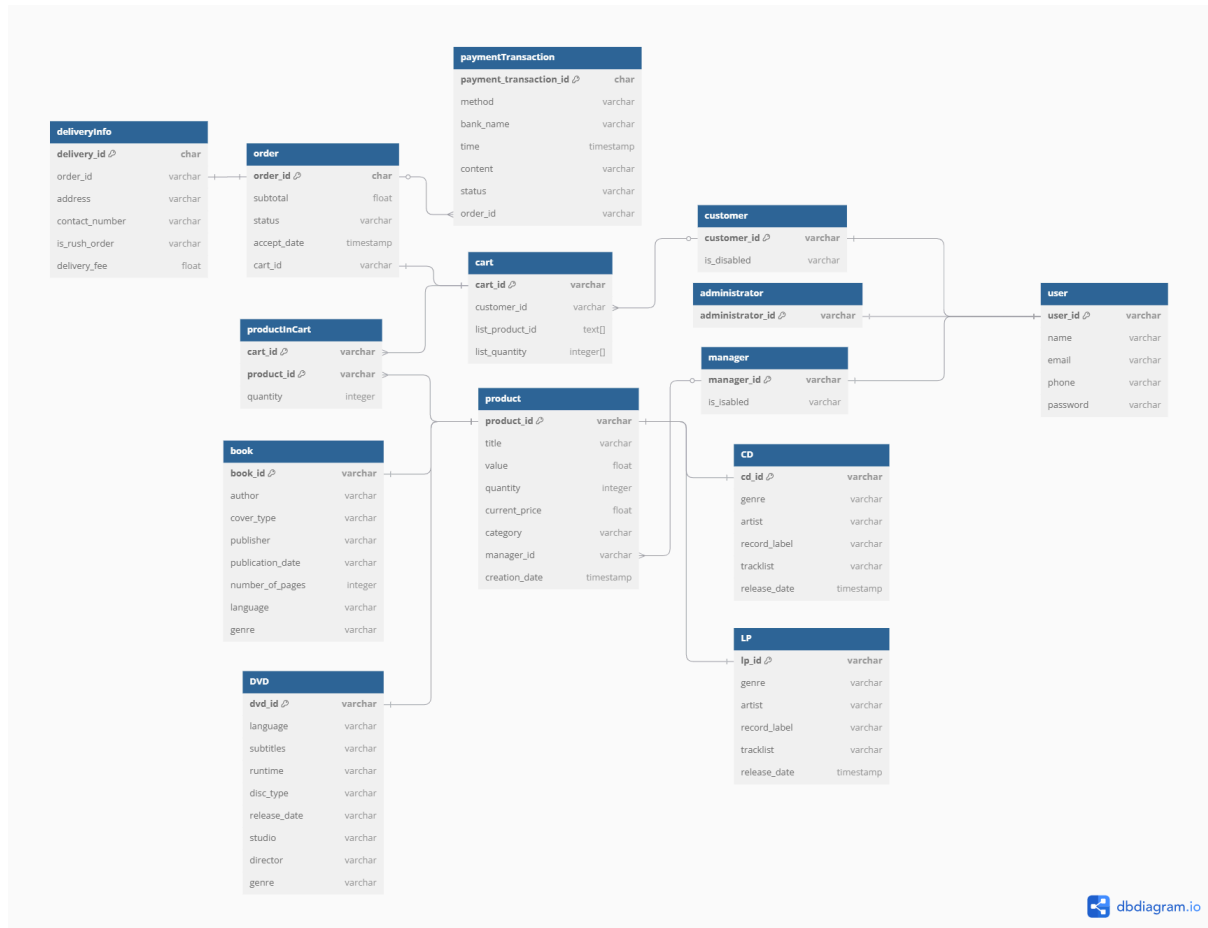 paymentTransaction
payment_transaction_id char
method varchar
bank_name varchar
time timestamp
content varchar
status varchar
order_id varchar
deliveryInfo
delivery_id char
order_id varchar
address varchar
contact_number varchar
is_rush_order varchar
delivery_fee float
order
order_id char
subtotal float
status varchar
accept_date timestamp
cart_id varchar
customer
customer_id varchar
is_disabled varchar
cart
cart_id varchar
customer_id varchar
list_product_id text[]
list_quantity integer[]
administrator
administrator_id varchar
user
user_id varchar
name varchar
email varchar
phone varchar
password varchar
productInCart
cart_id varchar
product_id varchar
quantity integer
manager
manager_id varchar
is_isabled varchar
product
product_id varchar
title varchar
value float
quantity integer
current_price float
category varchar
manager_id varchar
creation_date timestamp
book
book_id varchar
author varchar
cover_type varchar
publisher varchar
publication_date varchar
number_of_pages integer
language varchar
genre varchar
CD
cd_id varchar
genre varchar
artist varchar
record_label varchar
tracklist varchar
release_date timestamp
LP
lp_id varchar
genre varchar
artist varchar
record_label varchar
tracklist varchar
release_date timestamp
DVD
dvd_id varchar
language varchar
subtitles varchar
runtime varchar
disc_type varchar
release_date varchar
studio varchar
director varchar
genre varchar
dbdiagram.io